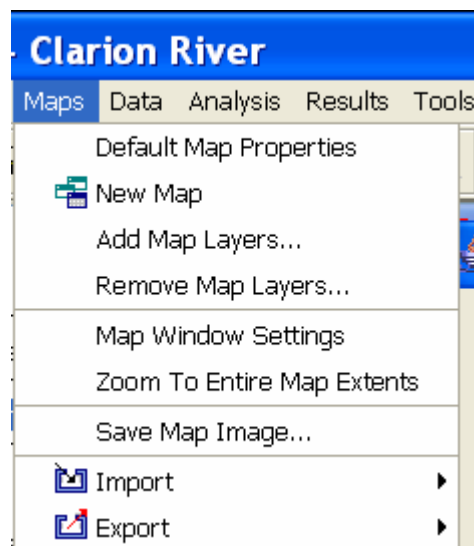 Clarion River
Maps Data Analysis Results Tools
Default Map Properties
New Map
Add Map Layers...
Remove Map Layers...
Map Window Settings
Zoom To Entire Map Extents
Save Map Image...
Import
Export